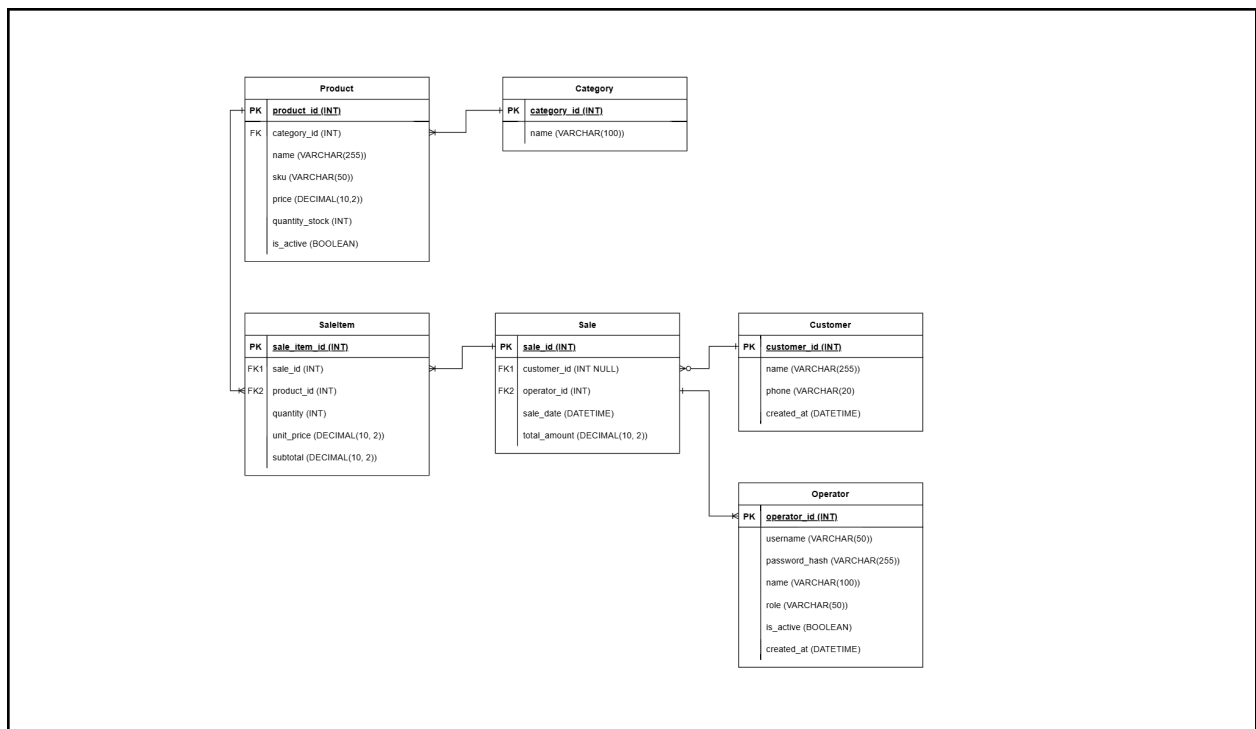 Product
PK product_id (INT)
FK category_id (INT)
name (VARCHAR(255))
sku (VARCHAR(50))
price (DECIMAL(10,2))
quantity_stock (INT)
is_active (BOOLEAN)
Category
PK category_id (INT)
name (VARCHAR(100))
SaleItem
PK sale_item_id (INT)
FK1 sale_id (INT)
FK2 product_id (INT)
quantity (INT)
unit_price (DECIMAL(10, 2))
subtotal (DECIMAL(10, 2))
Sale
PK sale_id (INT)
FK1 customer_id (INT NULL)
FK2 operator_id (INT)
sale_date (DATETIME)
total_amount (DECIMAL(10, 2))
Customer
PK customer_id (INT)
name (VARCHAR(255))
phone (VARCHAR(20)
created_at (DATETIME)
Operator
PK operator_id (INT)
username (VARCHAR(50))
password_hash (VARCHAR(255))
name (VARCHAR(100))
role (VARCHAR(50))
is_active (BOOLEAN)
created_at (DATETIME)